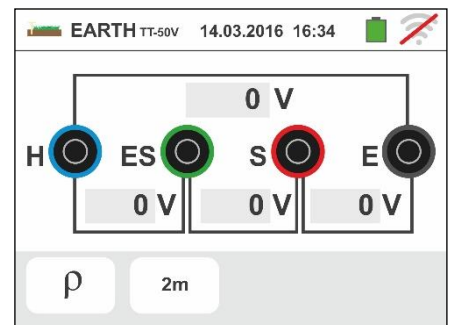 EARTH TT-50V 14.03.2016 16:34
0 V
H ES S E
0 V 0 V 0 V
ρ 2m